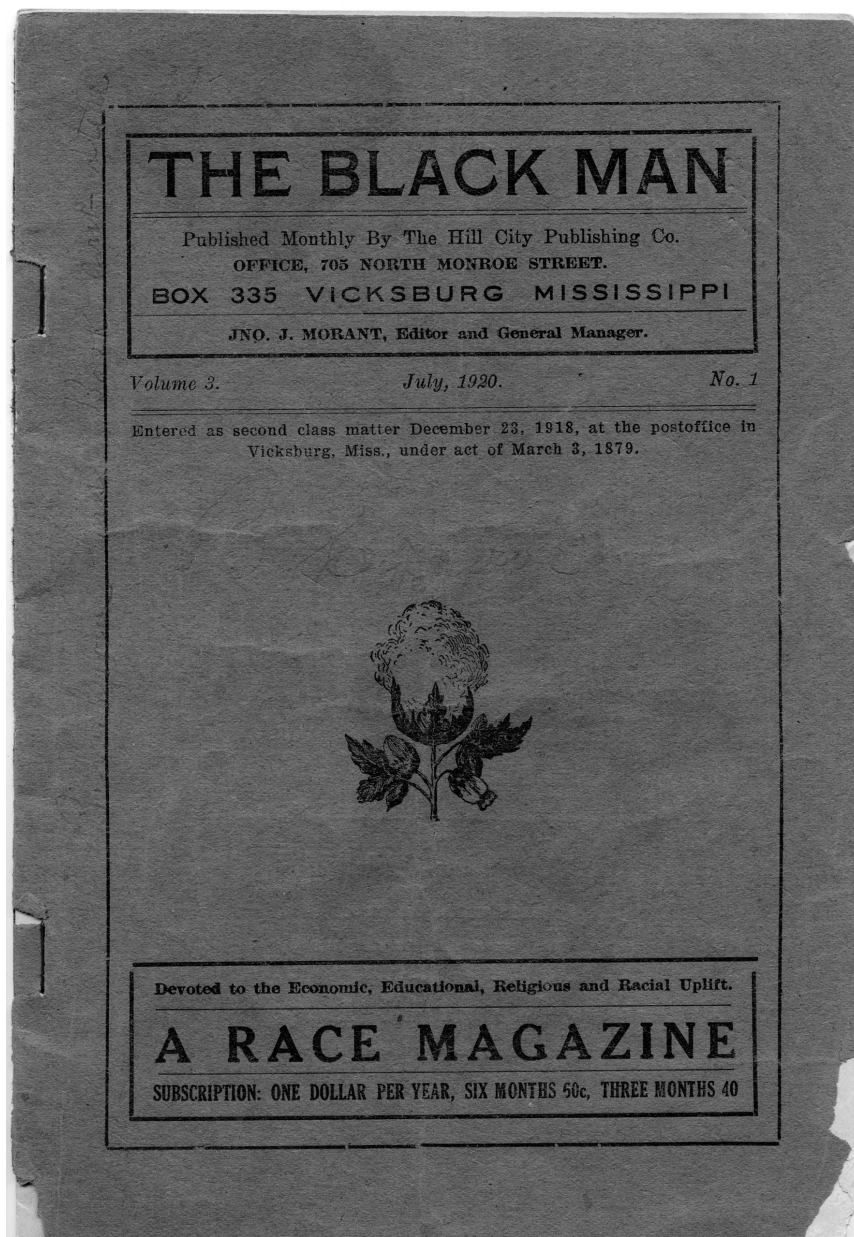 THE BLACK MAN
Published Monthly By The Hill City Publishing Co.
OFFICE, 705 NORTH MONROE STREET.
BOX 335 VICKSBURG MISSISSIPPI
JNO. J. MORANT, Editor and General Manager.
Volume 3. July, 1920. No. 1
Entered as second class matter December 23, 1918, at the postoffice in
Vicksburg, Miss., under act of March 3, 1879.
Devoted to the Economic, Educational, Religious and Racial Uplift.
A RACE MAGAZINE
SUBSCRIPTION: ONE DOLLAR PER YEAR, SIX MONTHS 60c, THREE MONTHS 40